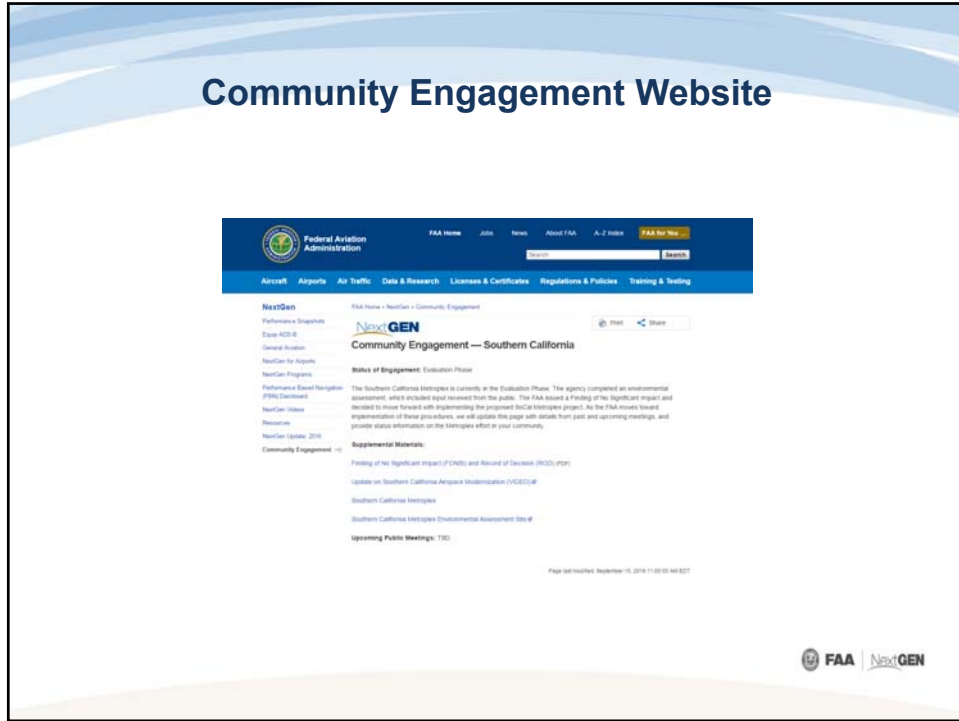 Community Engagement Website
Federal Aviation
Administration
FAA Home Jobs News About FAA A-Z Index FAA for You ...
Search Search
Aircraft Airports Air Traffic Data & Research Licenses & Certificates Regulations & Policies Training & Testing
NextGen
Performance Snapshots
Equip ADS-B
General Aviation
NextGen for Airports
NextGen Programs
Performance Based Navigation
(PBN) Dashboard
NextGen Videos
Resources
NextGen Update: 2016
Community Engagement
FAA Home » NextGen » Community Engagement
NextGEN
Print Share
Community Engagement — Southern California
Status of Engagement: Evaluation Phase
The Southern California Metroplex is currently in the Evaluation Phase. The agency completed an environmental
assessment, which included input received from the public. The FAA issued a Finding of No Significant Impact and
decided to move forward with implementing the proposed SoCal Metroplex project. As the FAA moves toward
implementation of these procedures, we will update this page with details from past and upcoming meetings, and
provide status information on the Metroplex effort in your community.
Supplemental Materials:
Finding of No Significant Impact (FONSI) and Record of Decision (ROD) (PDF)
Update on Southern California Airspace Modernization (VIDEO)
Southern California Metroplex
Southern California Metroplex Environmental Assessment Site
Upcoming Public Meetings: TBD
Page last modified: September 15, 2016 EDT
FAA NextGEN